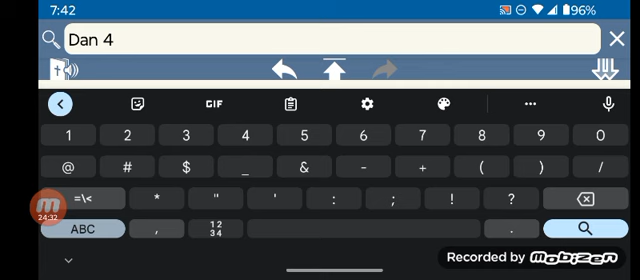 7:42 96%
Dan 4
GIF ...
1 2 3 4 5 6 7 8 9 0
@ # $ _ & - + ( ) /
=\< * " ' : ; ! ?
24:32
ABC , 12 34 .
Recorded by MOBIZEN